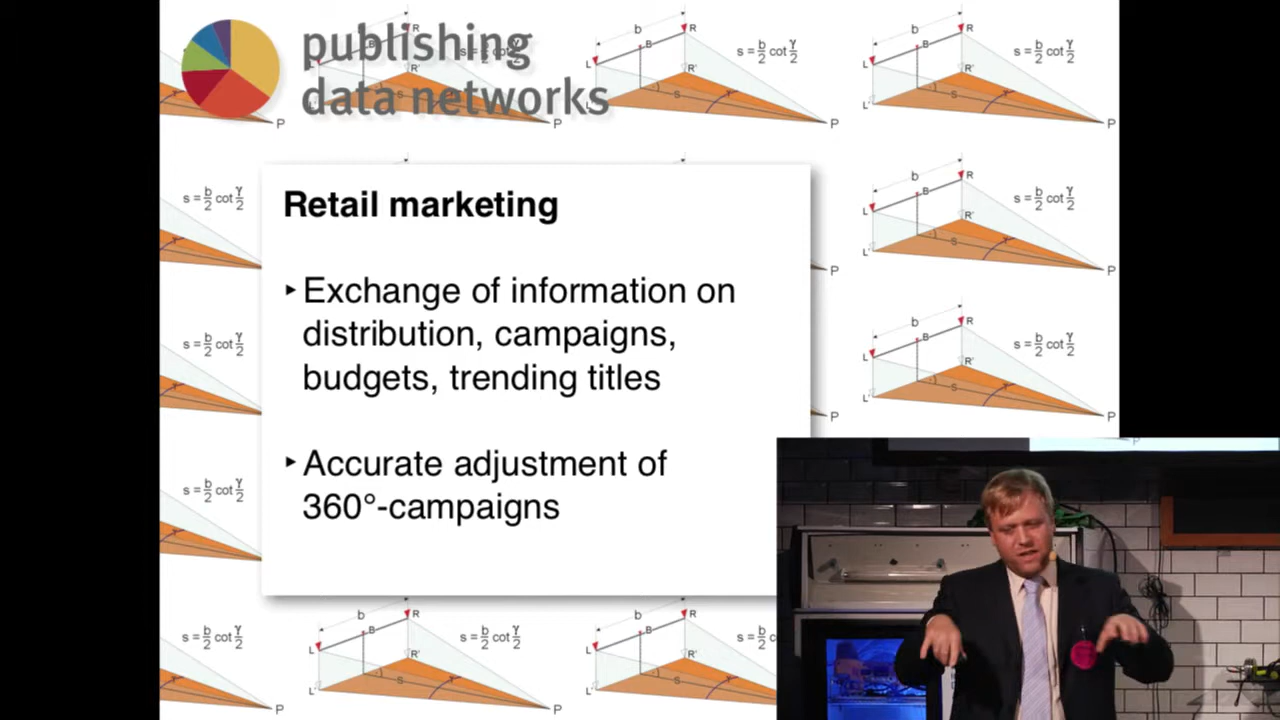 publishing
data networks
Retail marketing
‣Exchange of information on
distribution, campaigns,
budgets, trending titles
‣Accurate adjustment of
360°-campaigns
b
R
B
L
R'
S
γ
L'
P
s = b/2 cot γ/2